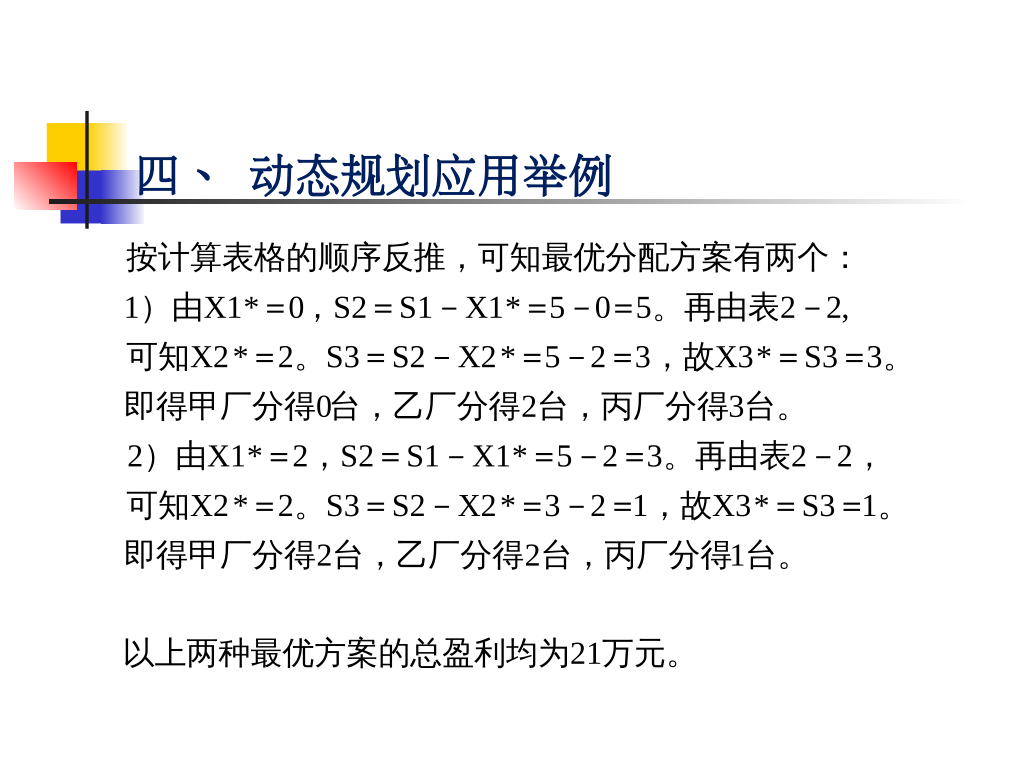 四、 动态规划应用举例
按计算表格的顺序反推，可知最优分配方案有两个：
1）由X1*＝0，S2＝S1－X1*＝5－0＝5。再由表2－2,
可知X2*＝2。S3＝S2－X2*＝5－2＝3，故X3*＝S3＝3。
即得甲厂分得0台，乙厂分得2台，丙厂分得3台。
2）由X1*＝2，S2＝S1－X1*＝5－2＝3。再由表2－2，
可知X2*＝2。S3＝S2－X2*＝3－2＝1，故X3*＝S3＝1。
即得甲厂分得2台，乙厂分得2台，丙厂分得1台。
以上两种最优方案的总盈利均为21万元。